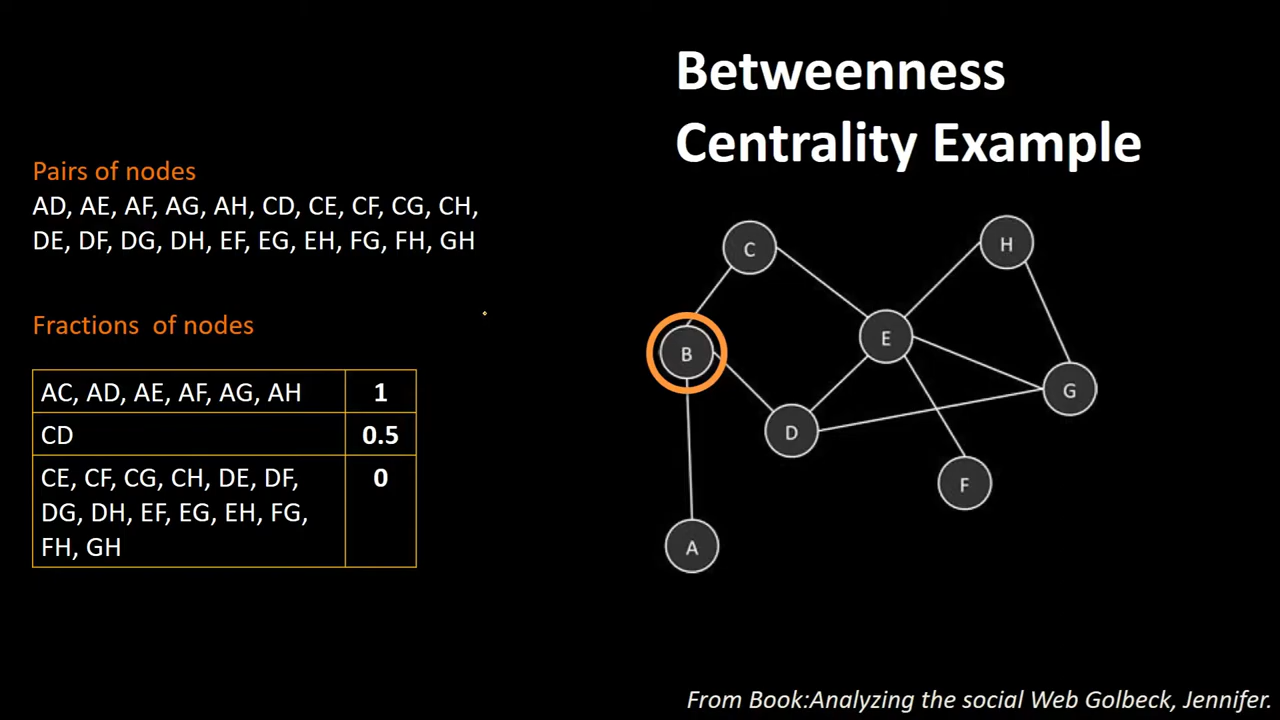 Betweenness
Centrality Example
Pairs of nodes
AD, AE, AF, AG, AH, CD, CE, CF, CG, CH,
DE, DF, DG, DH, EF, EG, EH, FG, FH, GH
Fractions of nodes
AC, AD, AE, AF, AG, AH 1
CD 0.5
CE, CF, CG, CH, DE, DF, 0
DG, DH, EF, EG, EH, FG,
FH, GH
C
H
B
E
G
D
F
A
From Book:Analyzing the social Web Golbeck, Jennifer.